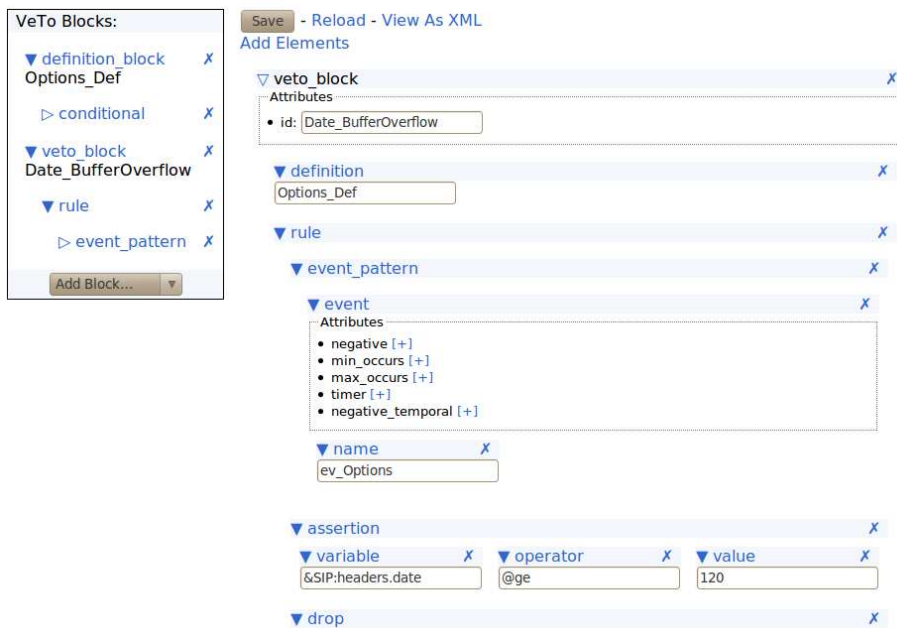 VeTo Blocks:
▼ definition_block ✗
Options_Def
▷ conditional ✗
▼ veto_block ✗
Date_BufferOverflow
▼ rule ✗
▷ event_pattern ✗
Add Block... ▼
Save - Reload - View As XML
Add Elements
▽ veto_block ✗
Attributes
• id: Date_BufferOverflow
▼ definition ✗
Options_Def
▼ rule ✗
▼ event_pattern ✗
▼ event ✗
Attributes
• negative [+]
• min_occurs [+]
• max_occurs [+]
• timer [+]
• negative_temporal [+]
▼ name ✗
ev_Options
▼ assertion ✗
▼ variable ✗ ▼ operator ✗ ▼ value ✗
&SIP:headers.date @ge 120
▼ drop ✗